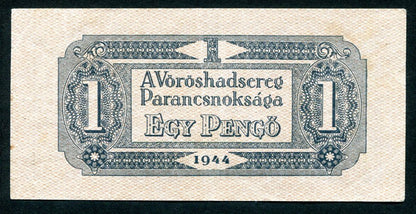 1
A Vöröshadsereg
Parancsnoksága
1 EGY PENGŐ 1
1944